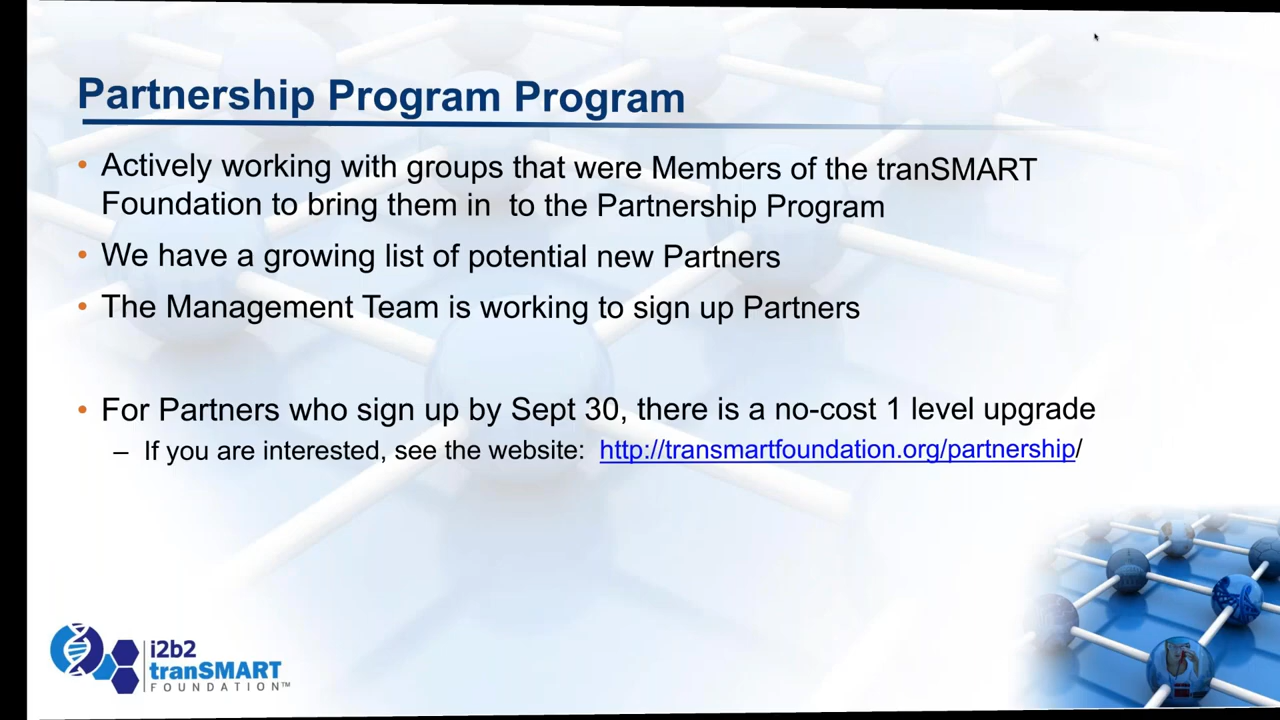 Partnership Program Program
• Actively working with groups that were Members of the tranSMART
Foundation to bring them in  to the Partnership Program
• We have a growing list of potential new Partners
• The Management Team is working to sign up Partners
• For Partners who sign up by Sept 30, there is a no-cost 1 level upgrade
– If you are interested, see the website:  http://transmartfoundation.org/partnership/
i2b2
tranSMART
FOUNDATION™